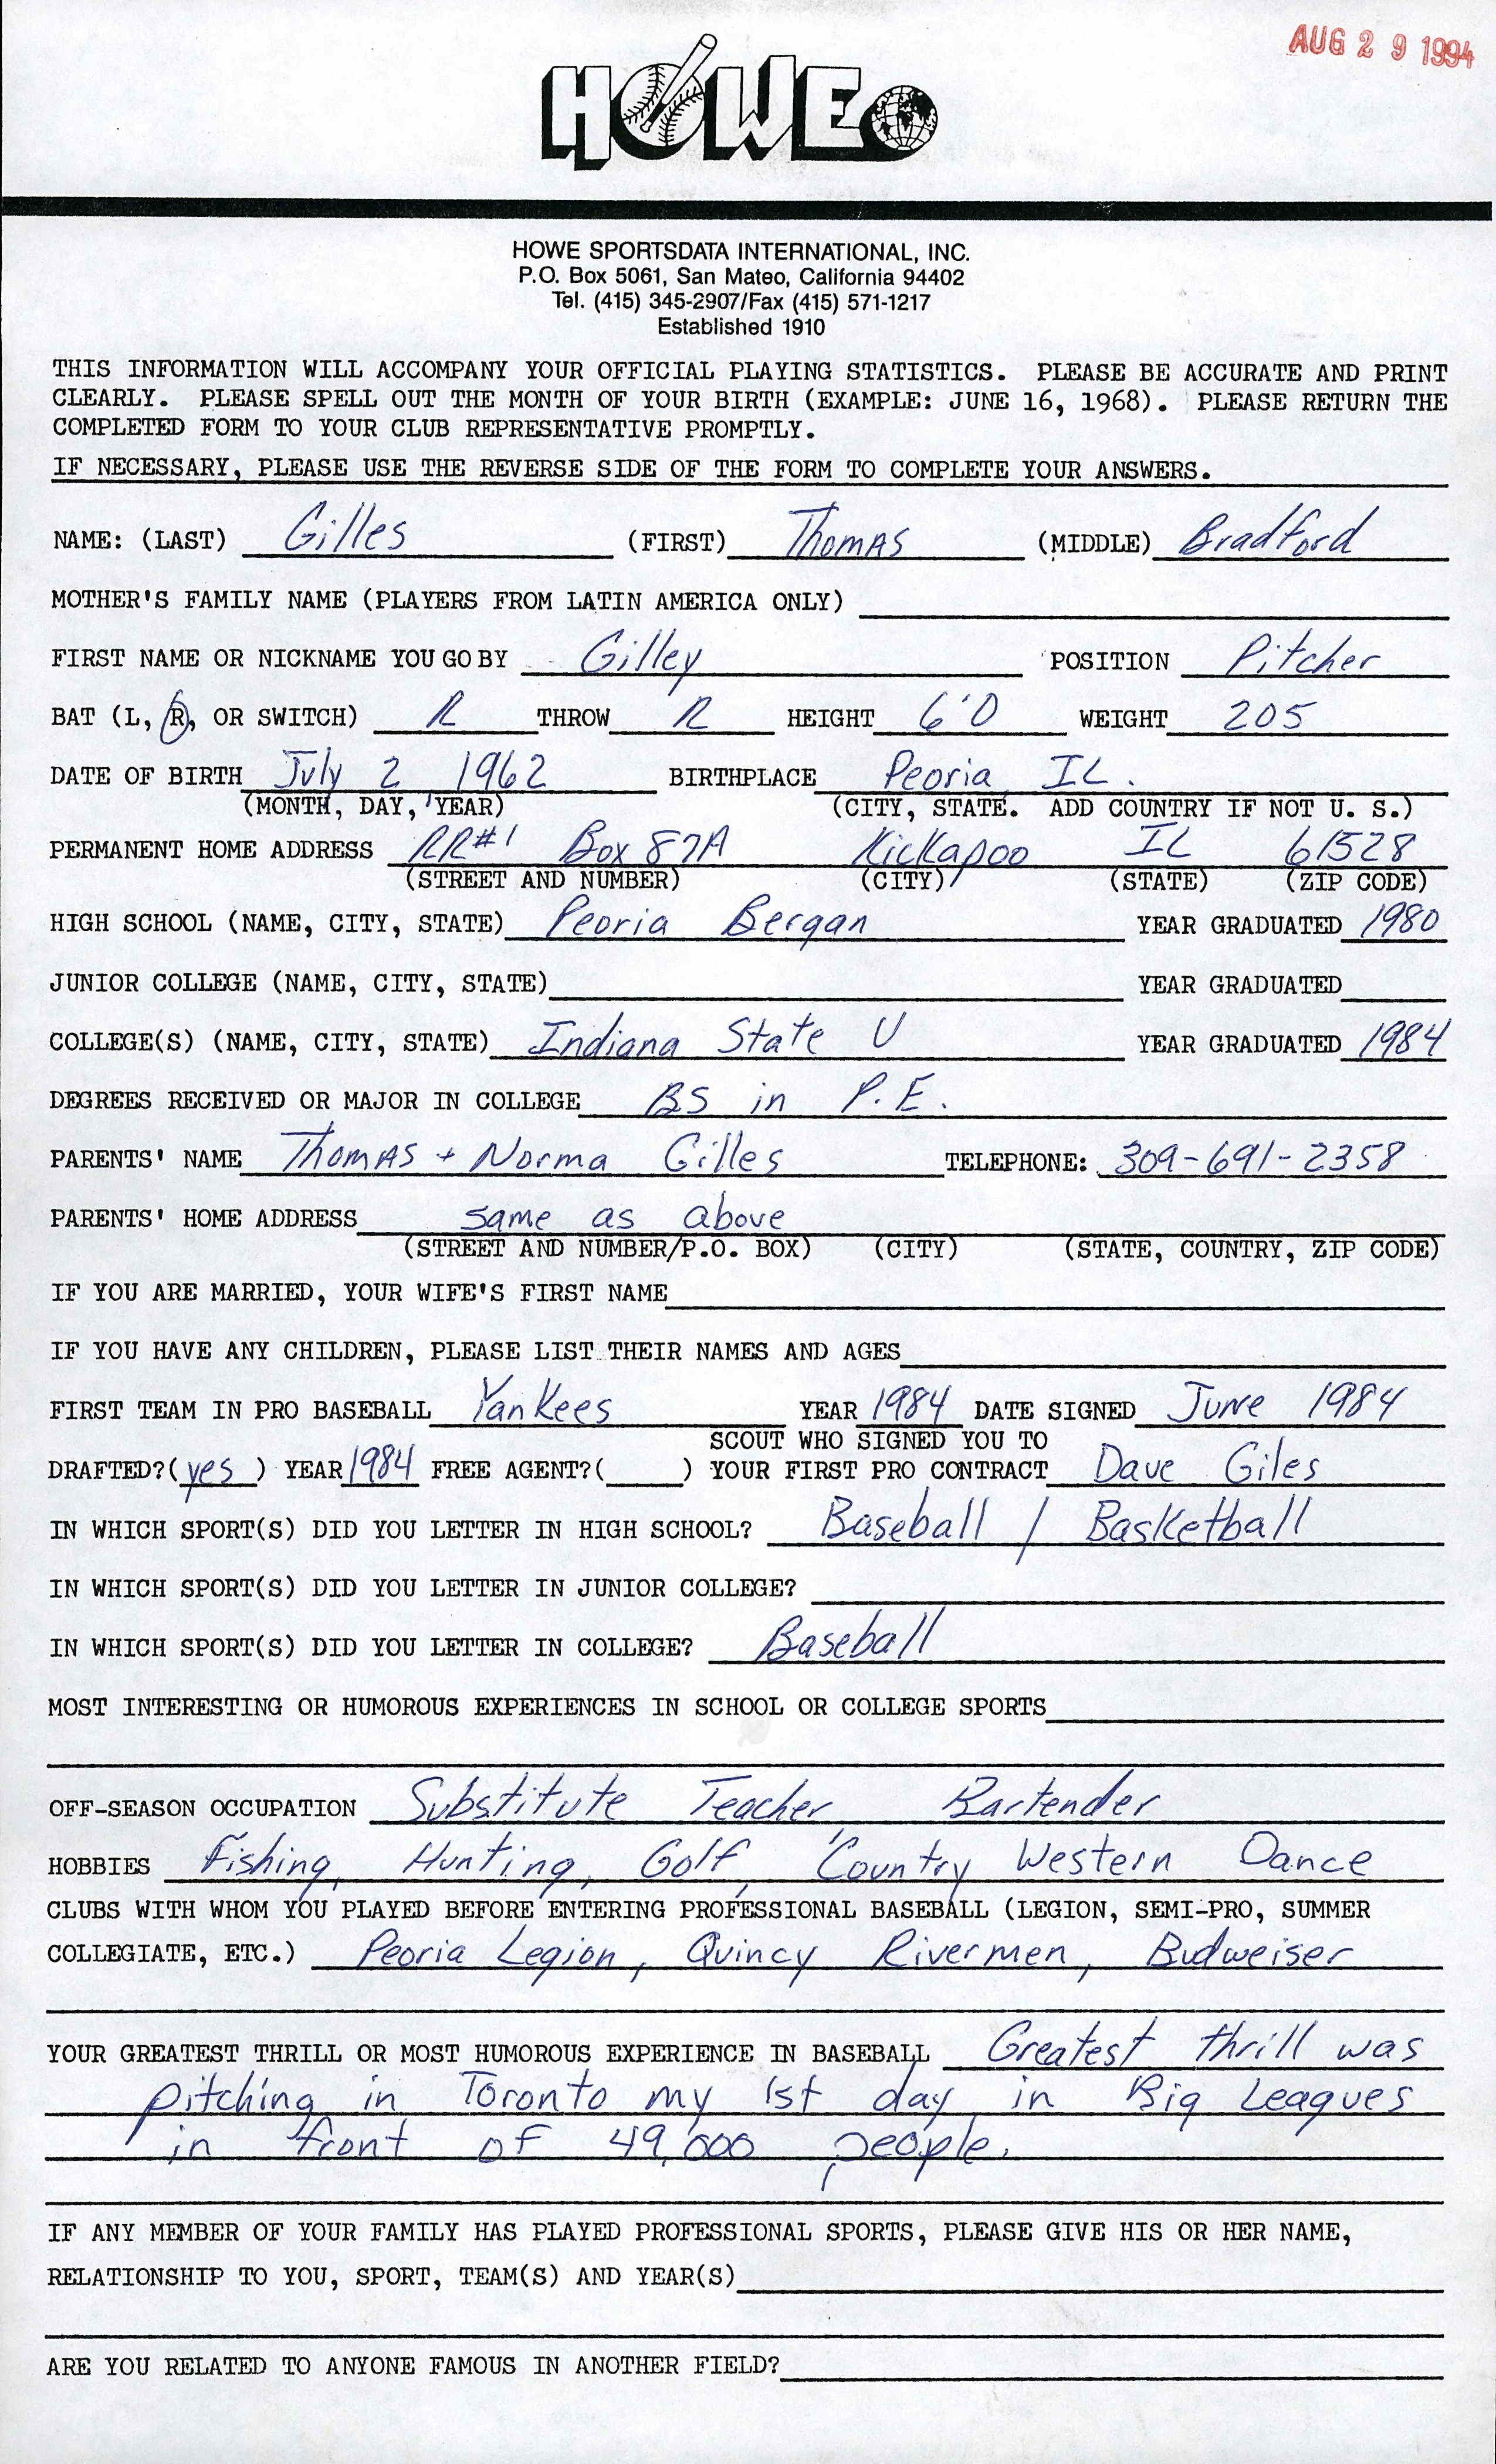 AUG 29 1994
HOWE
HOWE SPORTSDATA INTERNATIONAL, INC.
P.O. Box 5061, San Mateo, California 94402
Tel. (415) 345-2907/Fax (415) 571-1217
Established 1910
THIS INFORMATION WILL ACCOMPANY YOUR OFFICIAL PLAYING STATISTICS. PLEASE BE ACCURATE AND PRINT
CLEARLY. PLEASE SPELL OUT THE MONTH OF YOUR BIRTH (EXAMPLE: JUNE 16, 1968). PLEASE RETURN THE
COMPLETED FORM TO YOUR CLUB REPRESENTATIVE PROMPTLY.
IF NECESSARY, PLEASE USE THE REVERSE SIDE OF THE FORM TO COMPLETE YOUR ANSWERS.
NAME: (LAST) Gilles (FIRST) Thomas (MIDDLE) Bradford
MOTHER'S FAMILY NAME (PLAYERS FROM LATIN AMERICA ONLY)
FIRST NAME OR NICKNAME YOU GO BY Gilley POSITION Pitcher
BAT (L, R, OR SWITCH) R THROW R HEIGHT 6'0 WEIGHT 205
DATE OF BIRTH July 2, 1962 BIRTHPLACE Peoria, IL.
(MONTH, DAY, YEAR) (CITY, STATE. ADD COUNTRY IF NOT U. S.)
PERMANENT HOME ADDRESS RR#1 Box 87A Kickapoo IL 61528
(STREET AND NUMBER) (CITY) (STATE) (ZIP CODE)
HIGH SCHOOL (NAME, CITY, STATE) Peoria Bergan YEAR GRADUATED 1980
JUNIOR COLLEGE (NAME, CITY, STATE) YEAR GRADUATED
COLLEGE(S) (NAME, CITY, STATE) Indiana State U YEAR GRADUATED 1984
DEGREES RECEIVED OR MAJOR IN COLLEGE BS in P.E.
PARENTS' NAME Thomas + Norma Gilles TELEPHONE: 309-691-2358
PARENTS' HOME ADDRESS same as above
(STREET AND NUMBER/P.O. BOX) (CITY) (STATE, COUNTRY, ZIP CODE)
IF YOU ARE MARRIED, YOUR WIFE'S FIRST NAME
IF YOU HAVE ANY CHILDREN, PLEASE LIST THEIR NAMES AND AGES
FIRST TEAM IN PRO BASEBALL Yankees YEAR 1984 DATE SIGNED June 1984
SCOUT WHO SIGNED YOU TO
DRAFTED?(yes) YEAR 1984 FREE AGENT?( ) YOUR FIRST PRO CONTRACT Dave Giles
IN WHICH SPORT(S) DID YOU LETTER IN HIGH SCHOOL? Baseball / Basketball
IN WHICH SPORT(S) DID YOU LETTER IN JUNIOR COLLEGE?
IN WHICH SPORT(S) DID YOU LETTER IN COLLEGE? Baseball
MOST INTERESTING OR HUMOROUS EXPERIENCES IN SCHOOL OR COLLEGE SPORTS
OFF-SEASON OCCUPATION Substitute Teacher, Bartender
HOBBIES Fishing, Hunting, Golf, Country Western Dance
CLUBS WITH WHOM YOU PLAYED BEFORE ENTERING PROFESSIONAL BASEBALL (LEGION, SEMI-PRO, SUMMER
COLLEGIATE, ETC.) Peoria Legion, Quincy Rivermen, Budweiser
YOUR GREATEST THRILL OR MOST HUMOROUS EXPERIENCE IN BASEBALL Greatest thrill was
pitching in Toronto my 1st day in Big Leagues
in front of 49,000 people.
IF ANY MEMBER OF YOUR FAMILY HAS PLAYED PROFESSIONAL SPORTS, PLEASE GIVE HIS OR HER NAME,
RELATIONSHIP TO YOU, SPORT, TEAM(S) AND YEAR(S)
ARE YOU RELATED TO ANYONE FAMOUS IN ANOTHER FIELD?